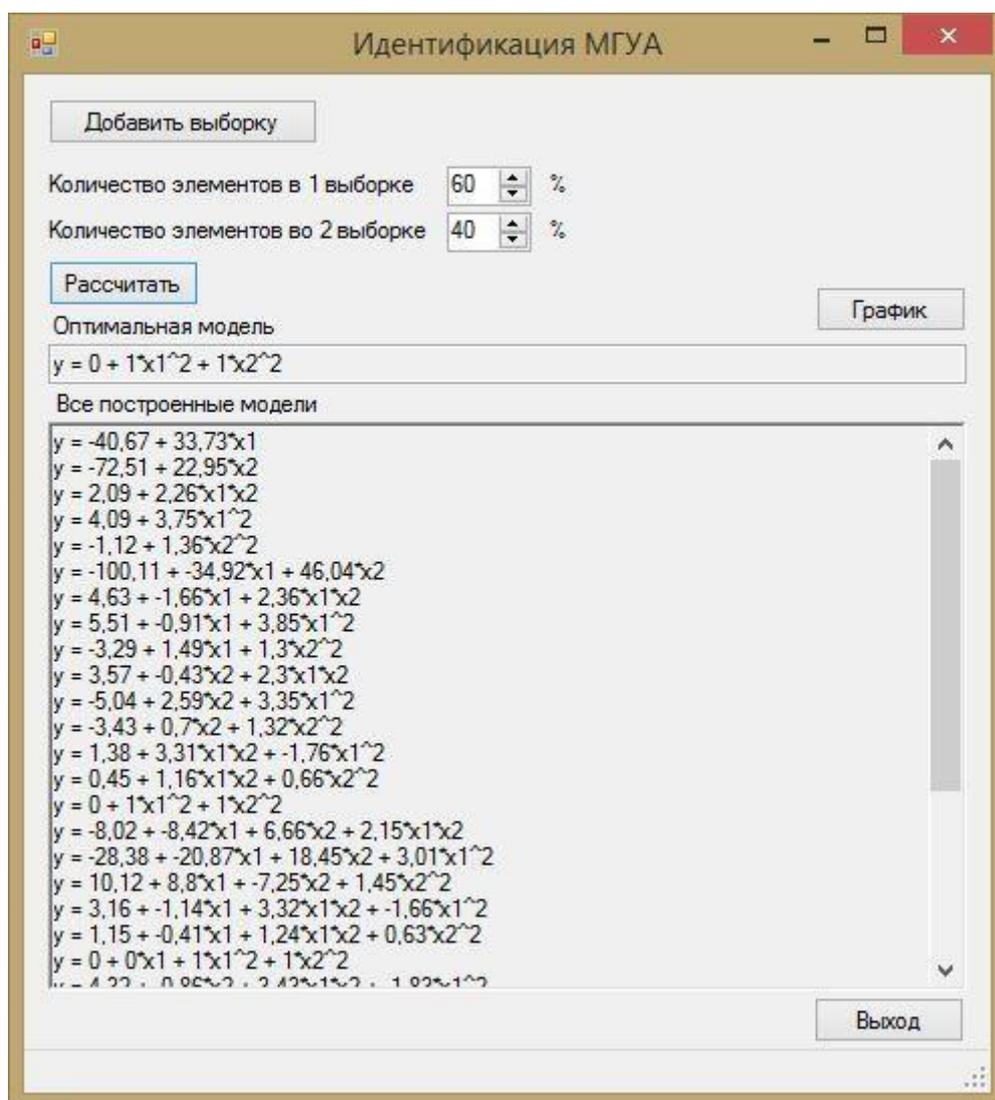 Идентификация МГУА
Добавить выборку
Количество элементов в 1 выборке 60 %
Количество элементов во 2 выборке 40 %
Рассчитать
График
Оптимальная модель
y = 0 + 1*x1^2 + 1*x2^2
Все построенные модели
y = -40,67 + 33,73*x1
y = -72,51 + 22,95*x2
y = 2,09 + 2,26*x1*x2
y = 4,09 + 3,75*x1^2
y = -1,12 + 1,36*x2^2
y = -100,11 + -34,92*x1 + 46,04*x2
y = 4,63 + -1,66*x1 + 2,36*x1*x2
y = 5,51 + -0,91*x1 + 3,85*x1^2
y = -3,29 + 1,49*x1 + 1,3*x2^2
y = 3,57 + -0,43*x2 + 2,3*x1*x2
y = -5,04 + 2,59*x2 + 3,35*x1^2
y = -3,43 + 0,7*x2 + 1,32*x2^2
y = 1,38 + 3,31*x1*x2 + -1,76*x1^2
y = 0,45 + 1,16*x1*x2 + 0,66*x2^2
y = 0 + 1*x1^2 + 1*x2^2
y = -8,02 + -8,42*x1 + 6,66*x2 + 2,15*x1*x2
y = -28,38 + -20,87*x1 + 18,45*x2 + 3,01*x1^2
y = 10,12 + 8,8*x1 + -7,25*x2 + 1,45*x2^2
y = 3,16 + -1,14*x1 + 3,32*x1*x2 + -1,66*x1^2
y = 1,15 + -0,41*x1 + 1,24*x1*x2 + 0,63*x2^2
y = 0 + 0*x1 + 1*x1^2 + 1*x2^2
Выход